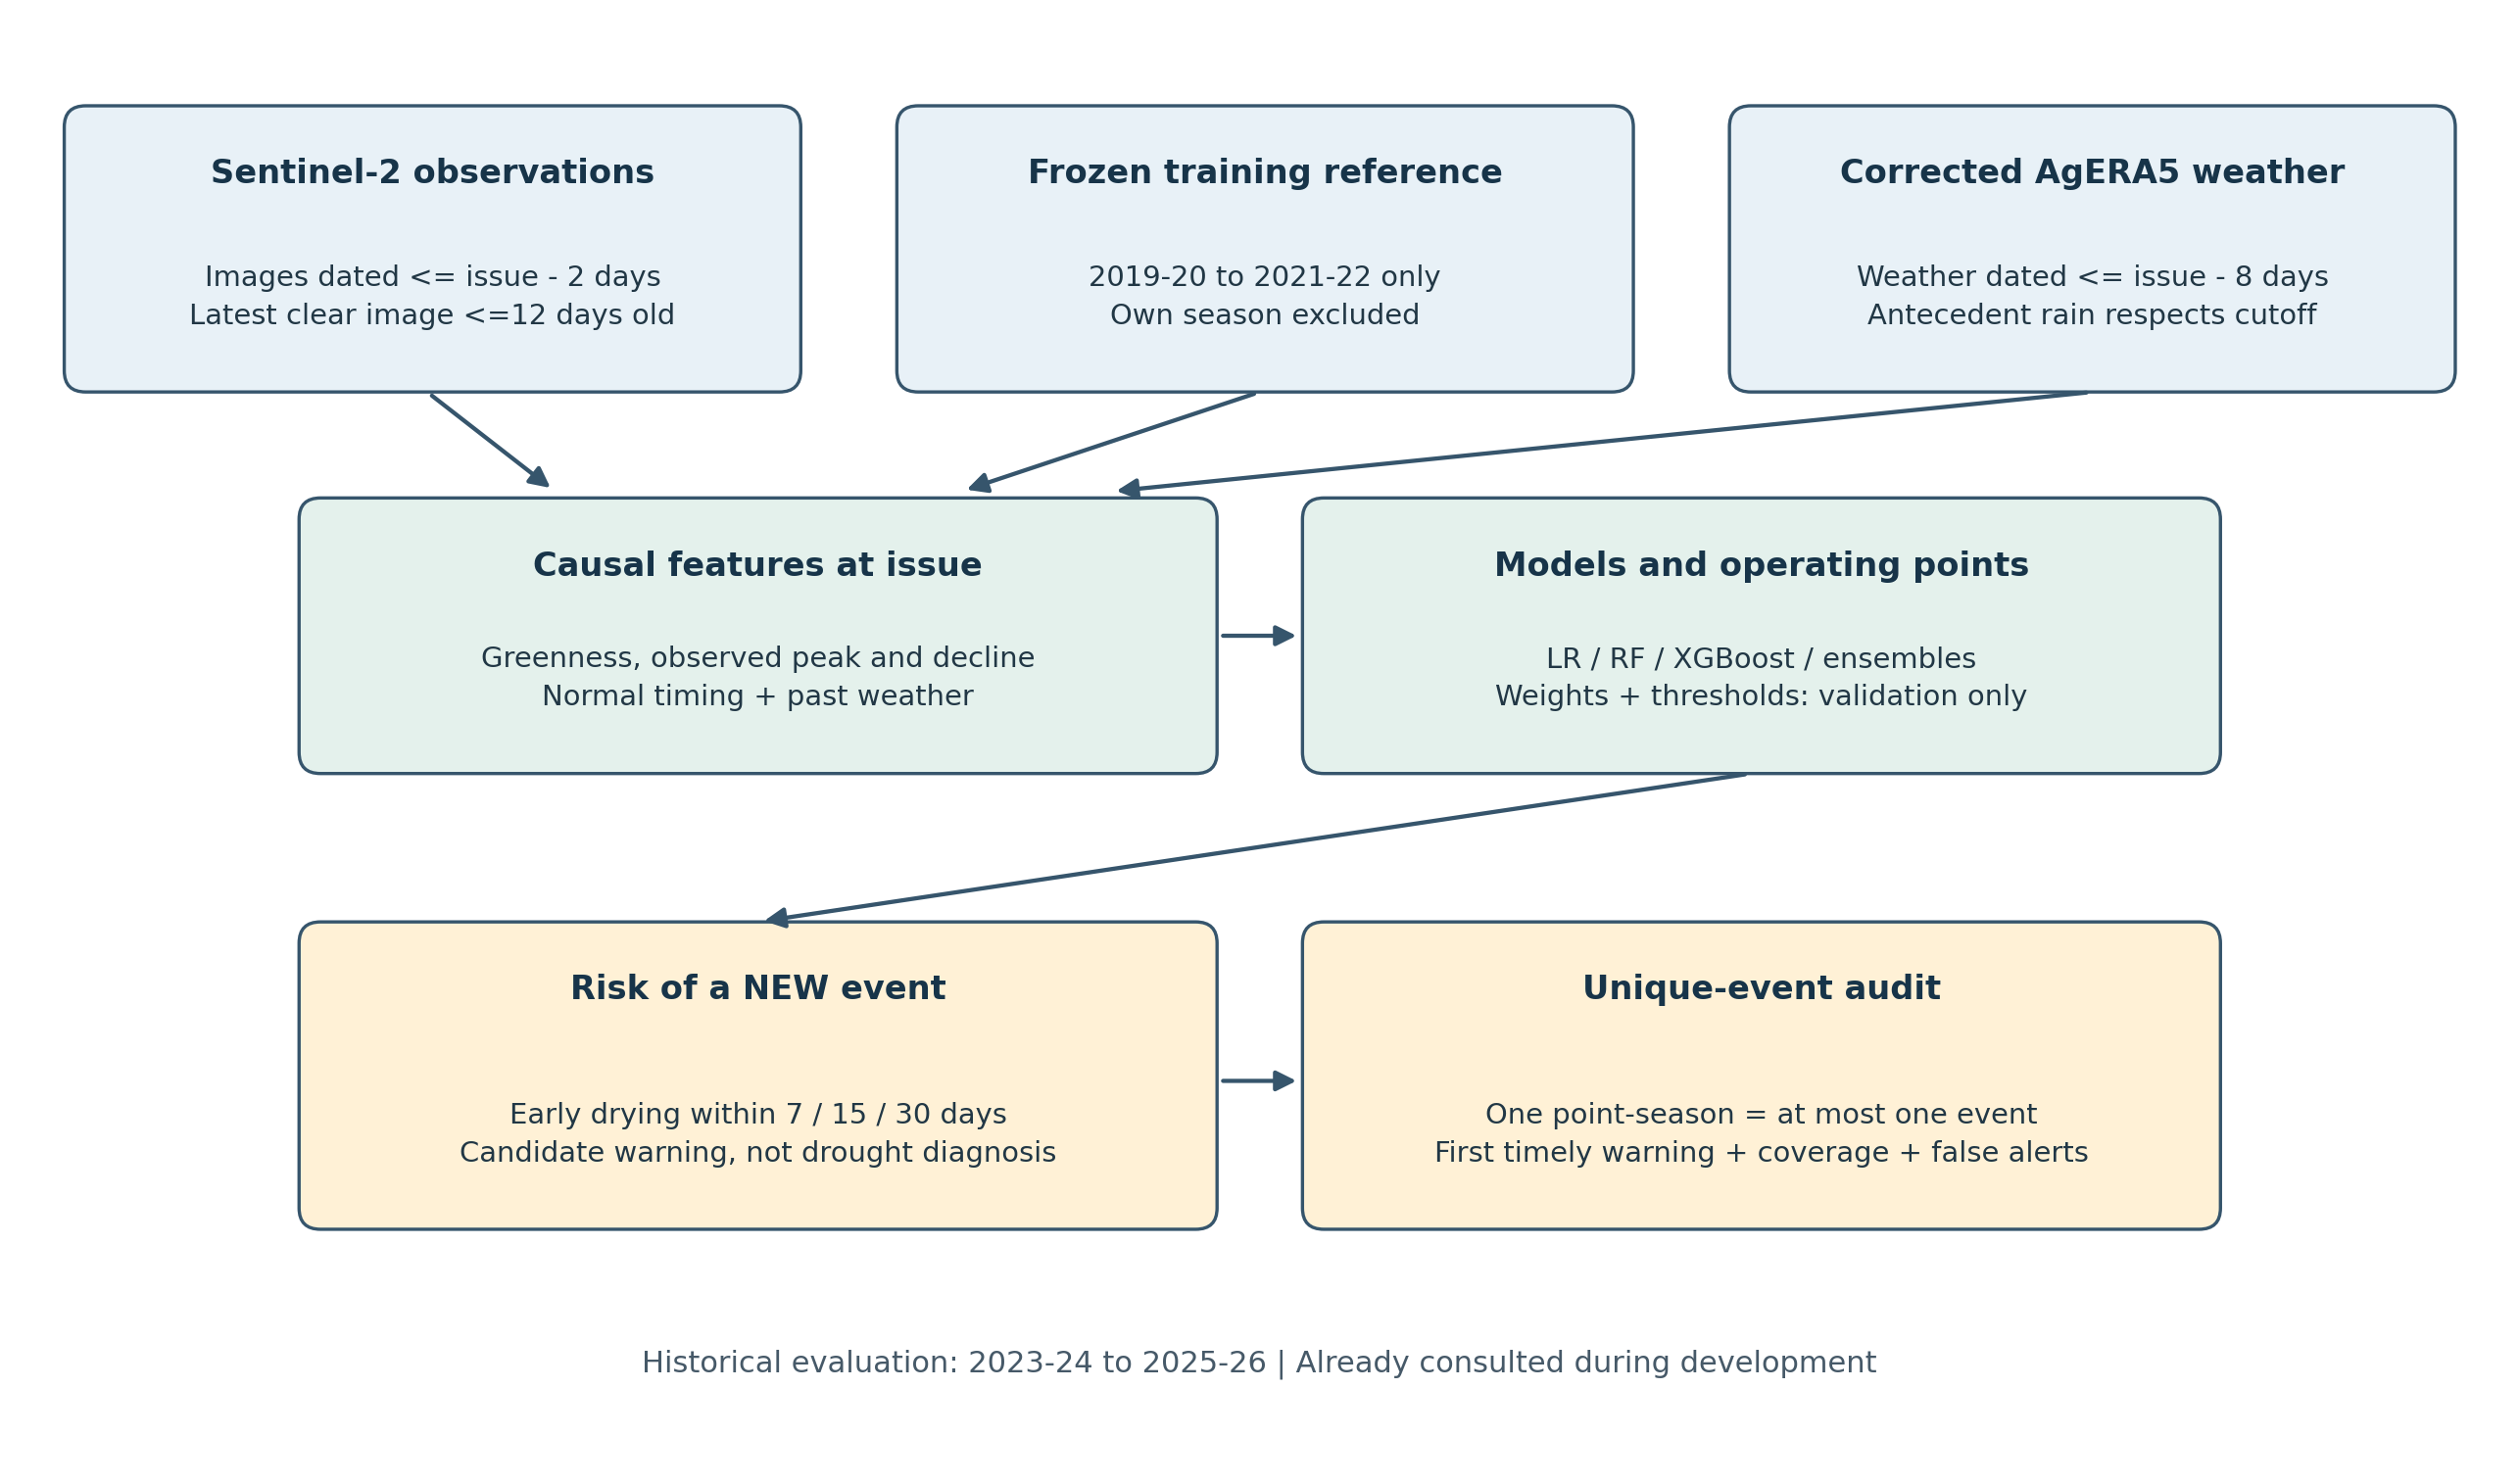 Sentinel-2 observations
Images dated <= issue - 2 days
Latest clear image <=12 days old
Frozen training reference
2019-20 to 2021-22 only
Own season excluded
Corrected AgERA5 weather
Weather dated <= issue - 8 days
Antecedent rain respects cutoff
Causal features at issue
Greenness, observed peak and decline
Normal timing + past weather
Models and operating points
LR / RF / XGBoost / ensembles
Weights + thresholds: validation only
Risk of a NEW event
Early drying within 7 / 15 / 30 days
Candidate warning, not drought diagnosis
Unique-event audit
One point-season = at most one event
First timely warning + coverage + false alerts
Historical evaluation: 2023-24 to 2025-26 | Already consulted during development